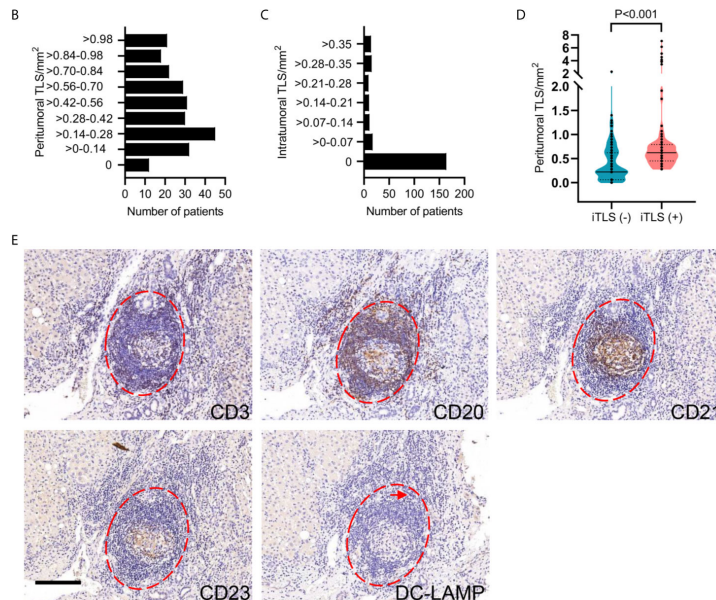 B
Peritumoral TLS/mm²
>0.98
>0.84-0.98
>0.70-0.84
>0.56-0.70
>0.42-0.56
>0.28-0.42
>0.14-0.28
>0-0.14
0
0 10 20 30 40 50
Number of patients
C
Intratumoral TLS/mm²
>0.35
>0.28-0.35
>0.21-0.28
>0.14-0.21
>0.07-0.14
>0-0.07
0
0 50 100 150 200
Number of patients
D
P<0.001
Peritumoral TLS/mm²
8
6
4
2
2.0
1.5
1.0
0.5
0.0
iTLS (-) iTLS (+)
E
CD3
CD20
CD21
CD23
DC-LAMP